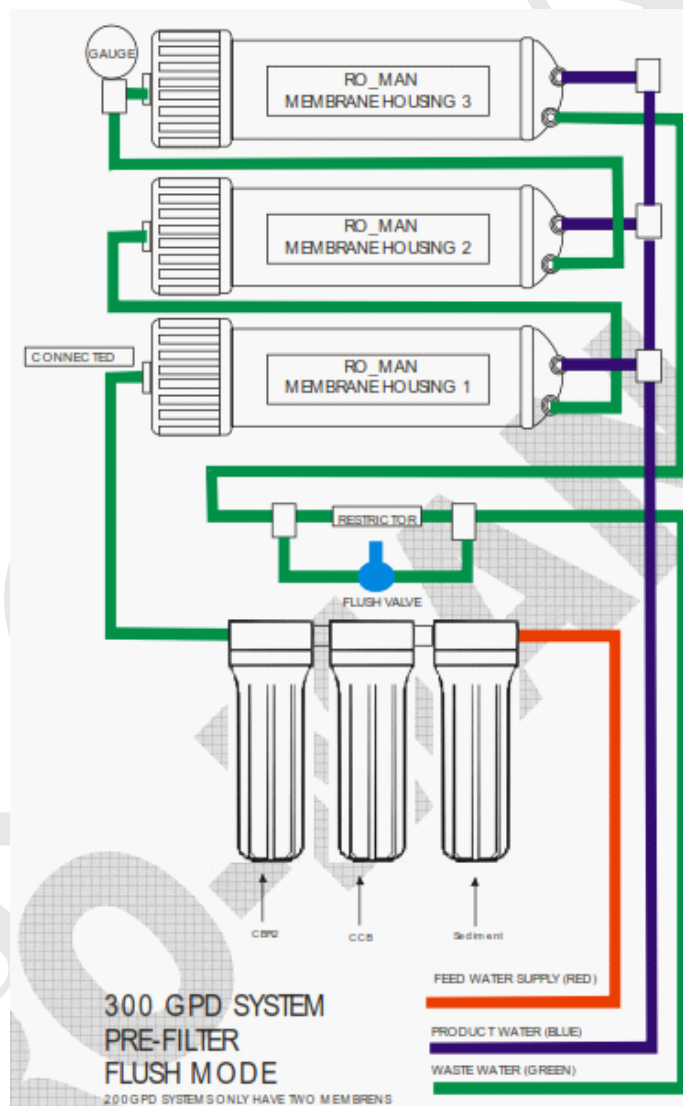 GAUGE
RO_MAN
MEMBRANE HOUSING 3
RO_MAN
MEMBRANE HOUSING 2
CONNECTED
RO_MAN
MEMBRANE HOUSING 1
RESTRICTOR
FLUSH VALVE
CBR2
CCB
Sediment
FEED WATER SUPPLY (RED)
300 GPD SYSTEM
PRE-FILTER
FLUSH MODE
PRODUCT WATER (BLUE)
WASTE WATER (GREEN)
200 GPD SYSTEMS ONLY HAVE TWO MEMBRENS